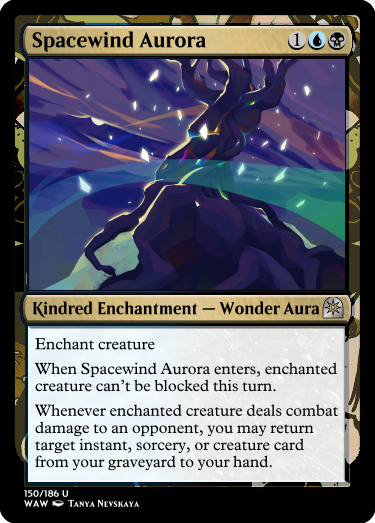 Spacewind Aurora 1
Kindred Enchantment — Wonder Aura
Enchant creature
When Spacewind Aurora enters, enchanted
creature can't be blocked this turn.
Whenever enchanted creature deals combat
damage to an opponent, you may return
target instant, sorcery, or creature card
from your graveyard to your hand.
150/186 U
WAW Tanya Nevskaya